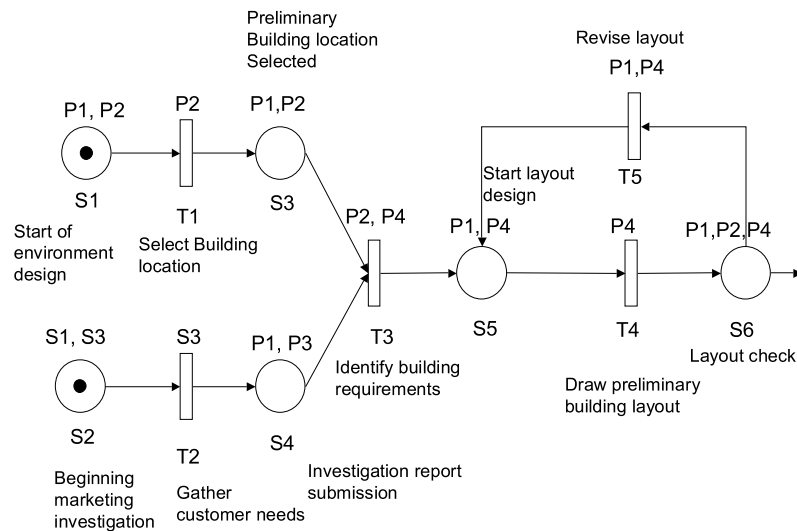 Preliminary
Building location
Selected
Revise layout
P1,P4
P1, P2
P2
P1,P2
T5
Start layout
design
S1
T1
S3
P2, P4
P1, P4
P4
P1,P2,P4
Start of
environment
design
Select Building
location
T3
S5
T4
S6
S1, S3
S3
P1, P3
Identify building
requirements
Layout check
Draw preliminary
building layout
S2
T2
S4
Beginning
marketing
investigation
Gather
customer needs
Investigation report
submission